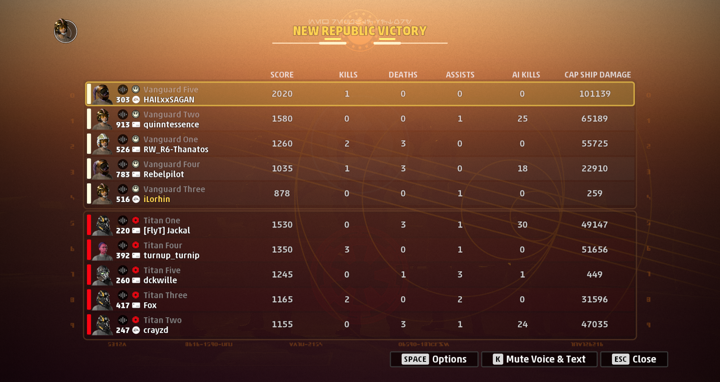 NEW REPUBLIC VICTORY
SCORE KILLS DEATHS ASSISTS AI KILLS CAP SHIP DAMAGE
Vanguard Five
303 HAILxxSAGAN 2020 1 0 0 0 101139
Vanguard Two
913 quinntessence 1580 0 0 1 25 65189
Vanguard One
526 RW_R6-Thanatos 1260 2 3 0 0 55725
Vanguard Four
783 Rebelpilot 1035 1 3 0 18 22910
Vanguard Three
516 iLorhin 878 0 0 1 0 259
Titan One
220 [FlyT] Jackal 1530 0 3 1 30 49147
Titan Four
392 turnup_turnip 1350 3 0 1 0 51656
Titan Five
260 dckwille 1245 0 1 3 1 449
Titan Three
417 Fox 1165 2 0 2 0 31596
Titan Two
247 crayzd 1155 0 3 1 24 47035
SPACE Options K Mute Voice & Text ESC Close